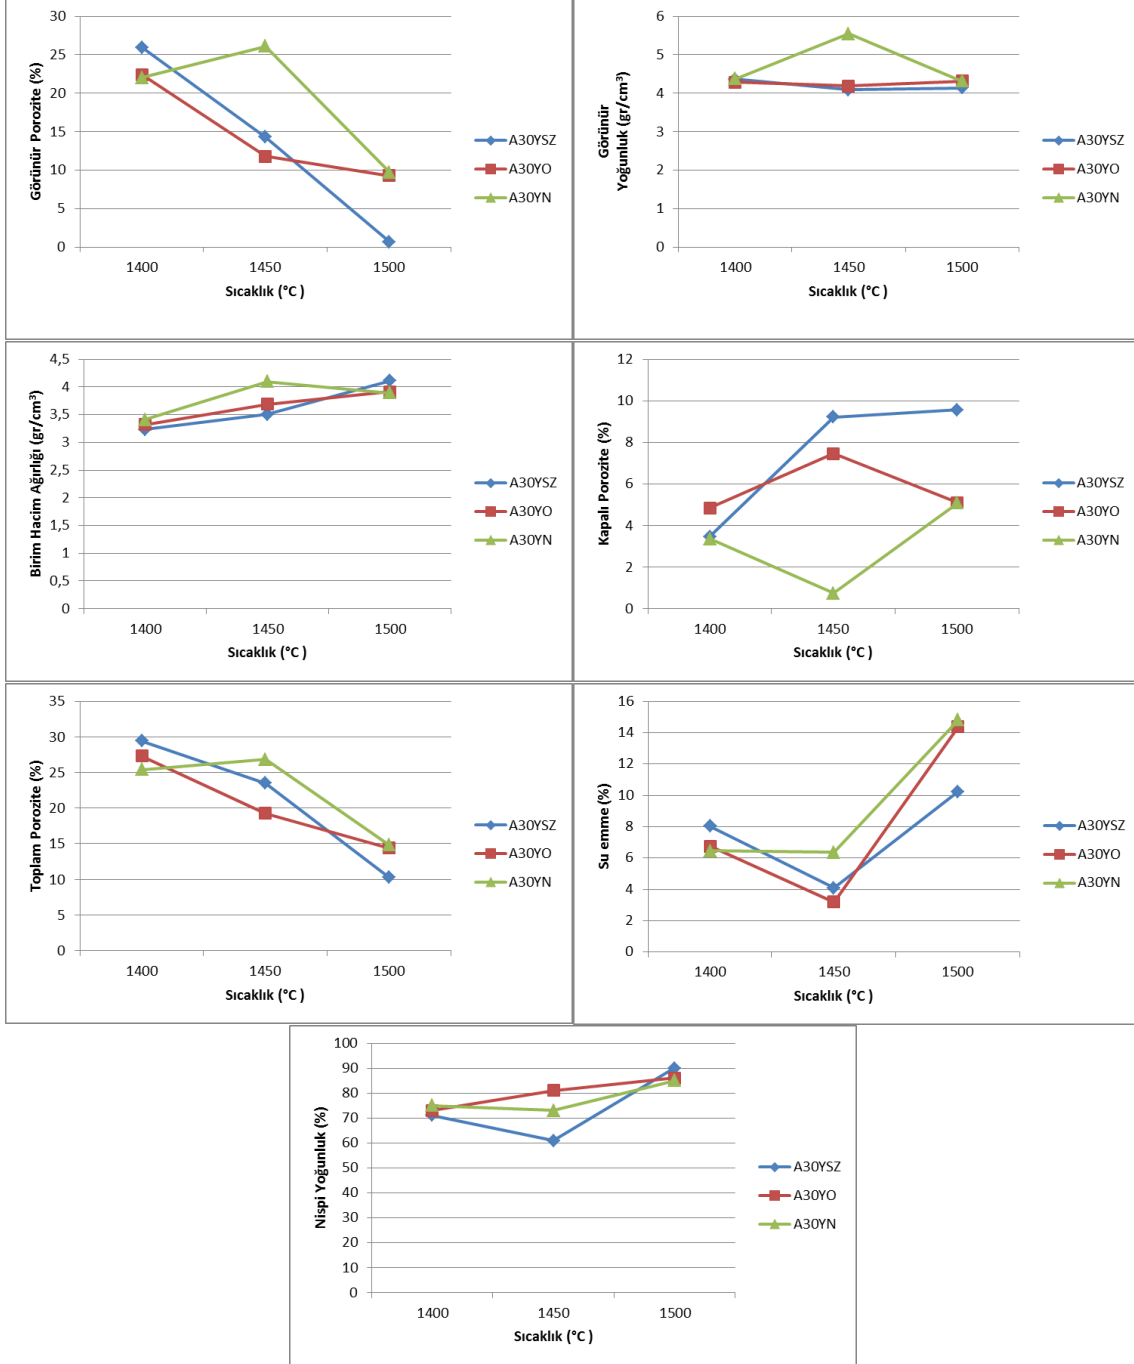 30
25
20
15
10
5
0
Görünür Porozite (%)
1400 1450 1500
Sıcaklık (°C )
A30YSZ
A30YO
A30YN
6
5
4
3
2
1
0
Görünür
Yoğunluk (gr/cm³)
1400 1450 1500
Sıcaklık (°C )
A30YSZ
A30YO
A30YN
4,5
4
3,5
3
2,5
2
1,5
1
0,5
0
Birim Hacim Ağırlığı (gr/cm³)
1400 1450 1500
Sıcaklık (°C )
A30YSZ
A30YO
A30YN
12
10
8
6
4
2
0
Kapalı Porozite (%)
1400 1450 1500
Sıcaklık (°C )
A30YSZ
A30YO
A30YN
35
30
25
20
15
10
5
0
Toplam Porozite (%)
1400 1450 1500
Sıcaklık (°C )
A30YSZ
A30YO
A30YN
16
14
12
10
8
6
4
2
0
Su emme (%)
1400 1450 1500
Sıcaklık (°C )
A30YSZ
A30YO
A30YN
100
90
80
70
60
50
40
30
20
10
0
Nispi Yoğunluk (%)
1400 1450 1500
Sıcaklık (°C )
A30YSZ
A30YO
A30YN